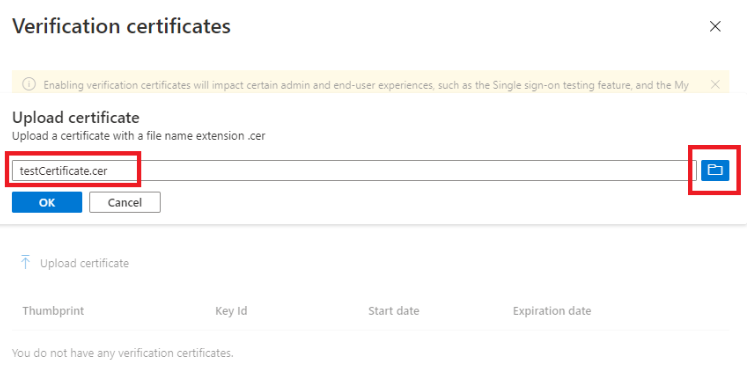 Verification certificates
Enabling verification certificates will impact certain admin and end-user experiences, such as the Single sign-on testing feature, and the My
Upload certificate
Upload a certificate with a file name extension .cer
testCertificate.cer
OK Cancel
Upload certificate
Thumbprint Key Id Start date Expiration date
You do not have any verification certificates.